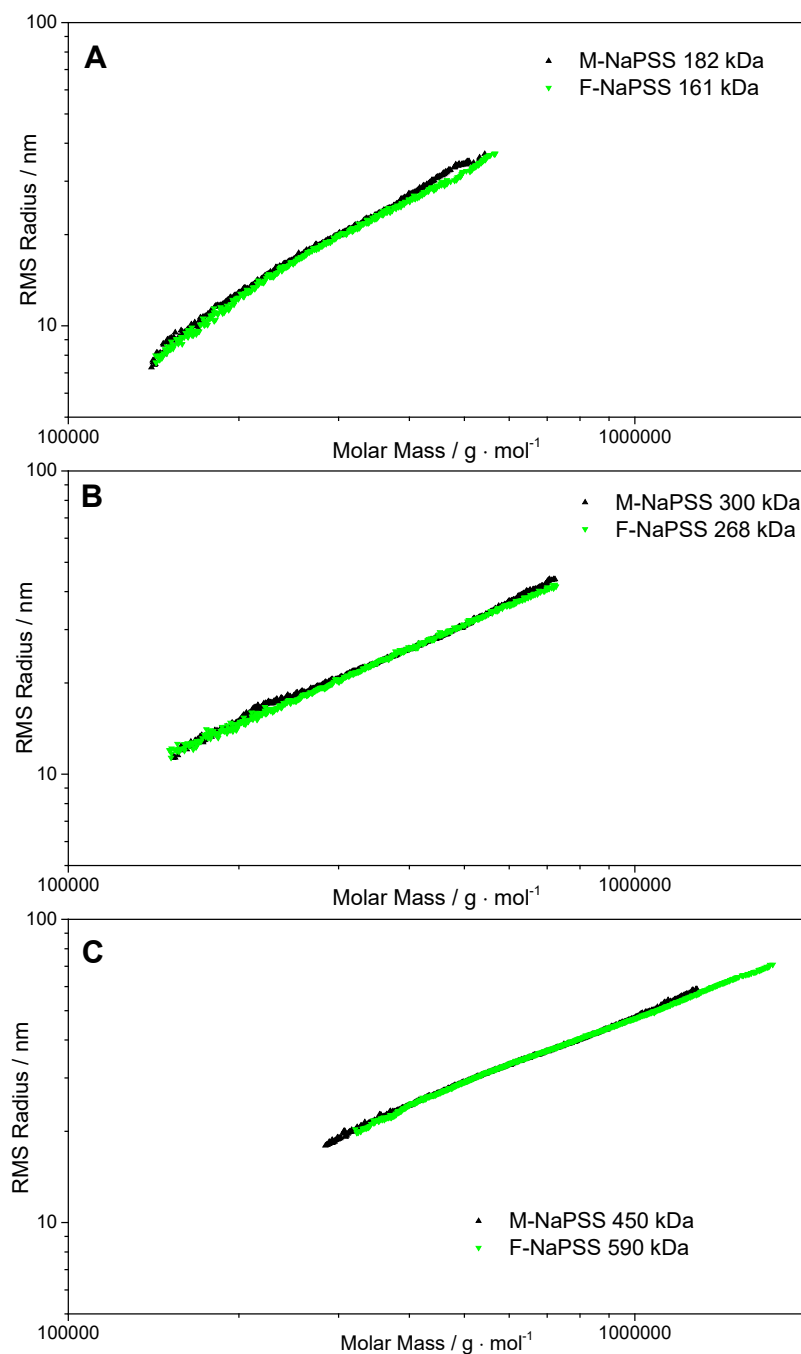 100
A
M-NaPSS 182 kDa
F-NaPSS 161 kDa
RMS Radius / nm
10
100000
1000000
Molar Mass / g · mol⁻¹
100
B
M-NaPSS 300 kDa
F-NaPSS 268 kDa
RMS Radius / nm
10
100000
1000000
Molar Mass / g · mol⁻¹
100
C
RMS Radius / nm
10
M-NaPSS 450 kDa
F-NaPSS 590 kDa
100000
1000000
Molar Mass / g · mol⁻¹